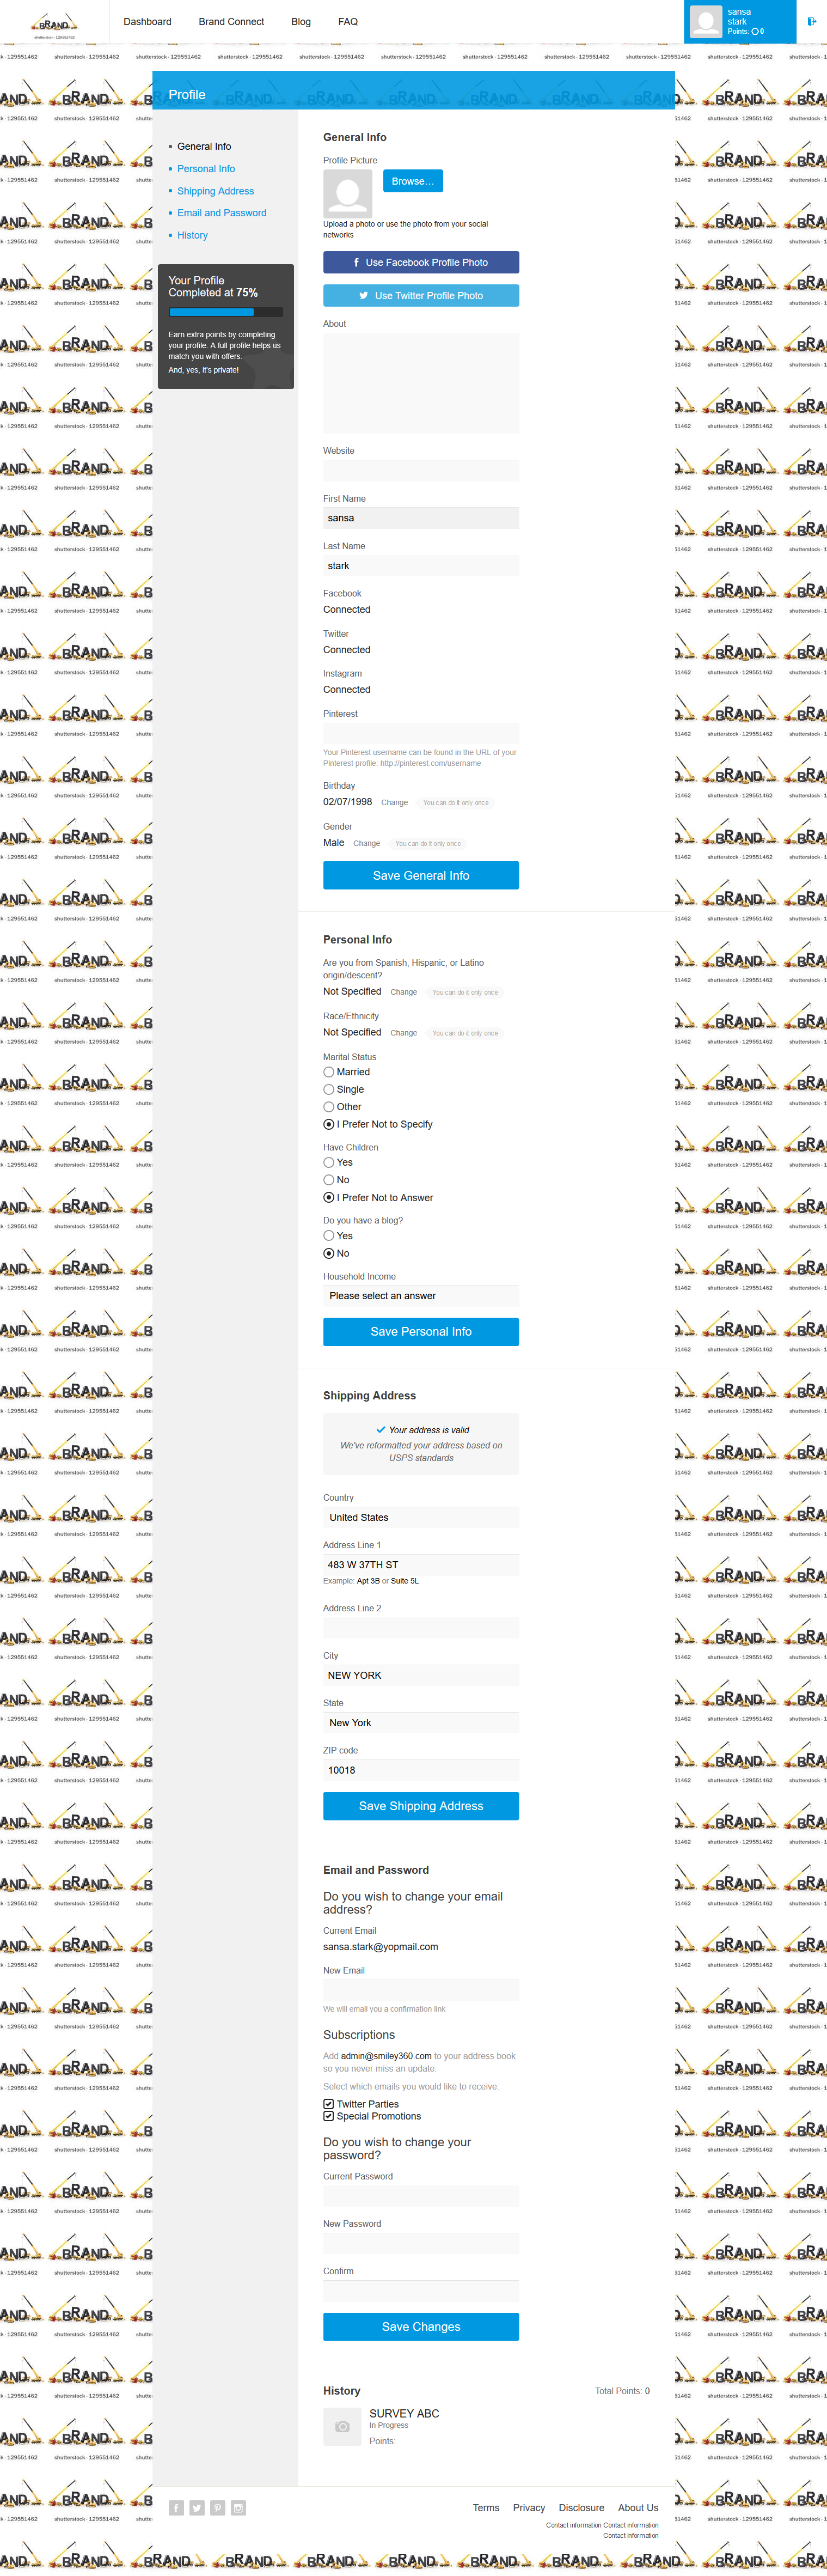 BRAND
shutterstock · 129551462
Dashboard
Brand Connect
Blog
FAQ
sansa
stark
Points: 0
Profile
General Info
Personal Info
Shipping Address
Email and Password
History
Your Profile
Completed at 75%
Earn extra points by completing
your profile. A full profile helps us
match you with offers.
And, yes, it's private!
General Info
Profile Picture
Browse...
Upload a photo or use the photo from your social
networks
Use Facebook Profile Photo
Use Twitter Profile Photo
About
Website
First Name
sansa
Last Name
stark
Facebook
Connected
Twitter
Connected
Instagram
Connected
Pinterest
Your Pinterest username can be found in the URL of your
Pinterest profile: http://pinterest.com/username
Birthday
02/07/1998 Change You can do it only once
Gender
Male Change You can do it only once
Save General Info
Personal Info
Are you from Spanish, Hispanic, or Latino
origin/descent?
Not Specified Change You can do it only once
Race/Ethnicity
Not Specified Change You can do it only once
Marital Status
Married
Single
Other
I Prefer Not to Specify
Have Children
Yes
No
I Prefer Not to Answer
Do you have a blog?
Yes
No
Household Income
Please select an answer
Save Personal Info
Shipping Address
Your address is valid
We've reformatted your address based on
USPS standards
Country
United States
Address Line 1
483 W 37TH ST
Example: Apt 3B or Suite 5L
Address Line 2
City
NEW YORK
State
New York
ZIP code
10018
Save Shipping Address
Email and Password
Do you wish to change your email
address?
Current Email
sansa.stark@yopmail.com
New Email
We will email you a confirmation link
Subscriptions
Add admin@smiley360.com to your address book
so you never miss an update.
Select which emails you would like to receive:
Twitter Parties
Special Promotions
Do you wish to change your
password?
Current Password
New Password
Confirm
Save Changes
History
Total Points: 0
SURVEY ABC
In Progress
Points:
Terms
Privacy
Disclosure
About Us
Contact information Contact information
Contact information